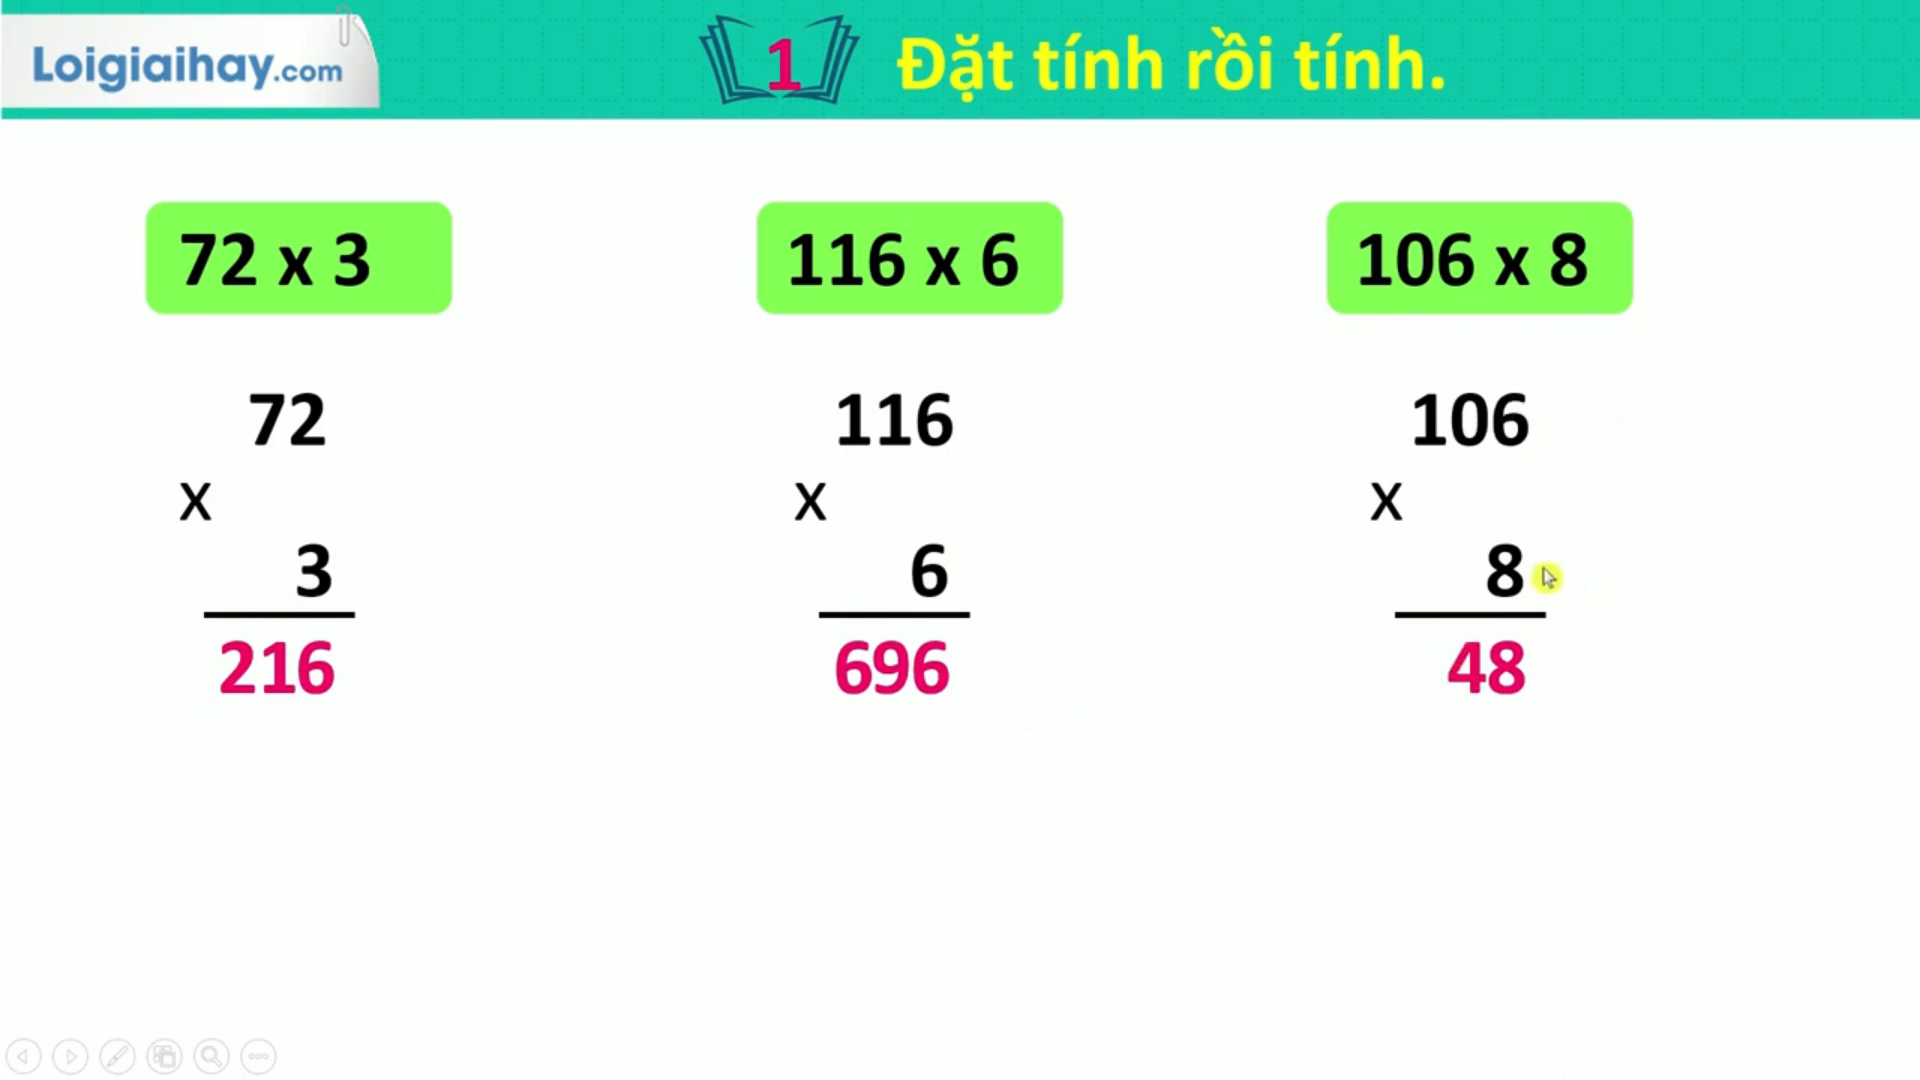 Loigiaihay.com
1 Đặt tính rồi tính.
72 x 3
116 x 6
106 x 8
72
x
3
216
116
x
6
696
106
x
8
48